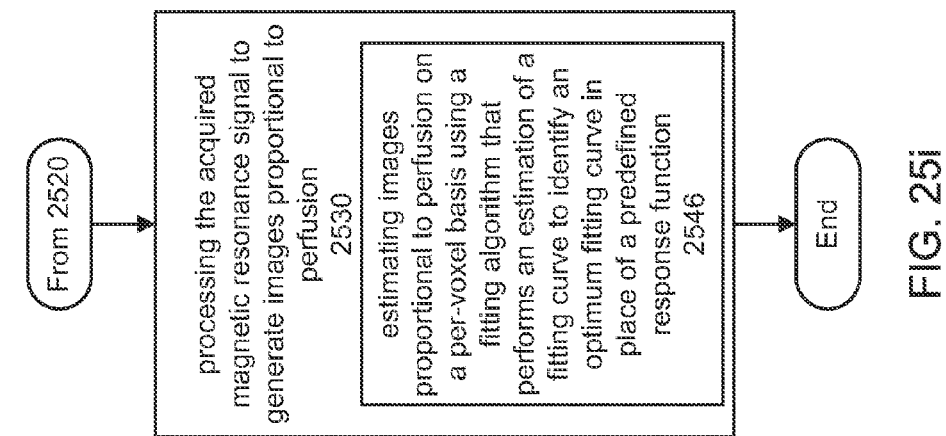 From 2520
processing the acquired
magnetic resonance signal to
generate images proportional to
perfusion
2530
estimating images
proportional to perfusion on
a per-voxel basis using a
fitting algorithm that
performs an estimation of a
fitting curve to identify an
optimum fitting curve in
place of a predefined
response function
2546
End
FIG. 25i